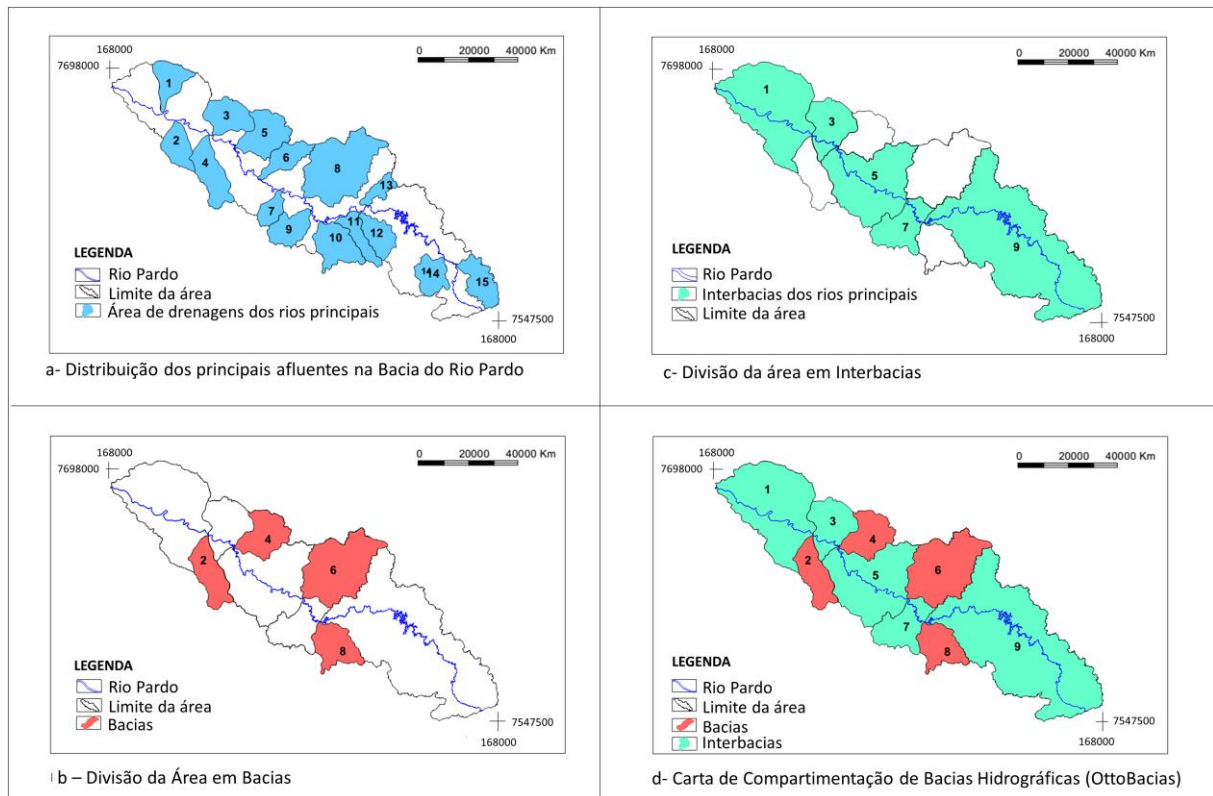 168000
7698000
0 20000 40000 Km
1
2
3
4
5
6
7
8
9
10
11
12
13
14
15
LEGENDA
Rio Pardo
Limite da área
Área de drenagens dos rios principais
7547500
168000
a- Distribuição dos principais afluentes na Bacia do Rio Pardo
168000
7698000
0 20000 40000 Km
1
3
5
7
9
LEGENDA
Rio Pardo
Interbacias dos rios principais
Limite da área
7547500
168000
c- Divisão da área em Interbacias
168000
7698000
0 20000 40000 Km
2
4
6
8
LEGENDA
Rio Pardo
Limite da área
Bacias
7547500
168000
b – Divisão da Área em Bacias
168000
7698000
0 20000 40000 Km
1
2
3
4
5
6
7
8
9
LEGENDA
Rio Pardo
Limite da área
Bacias
Interbacias
7547500
168000
d- Carta de Compartimentação de Bacias Hidrográficas (OttoBacias)